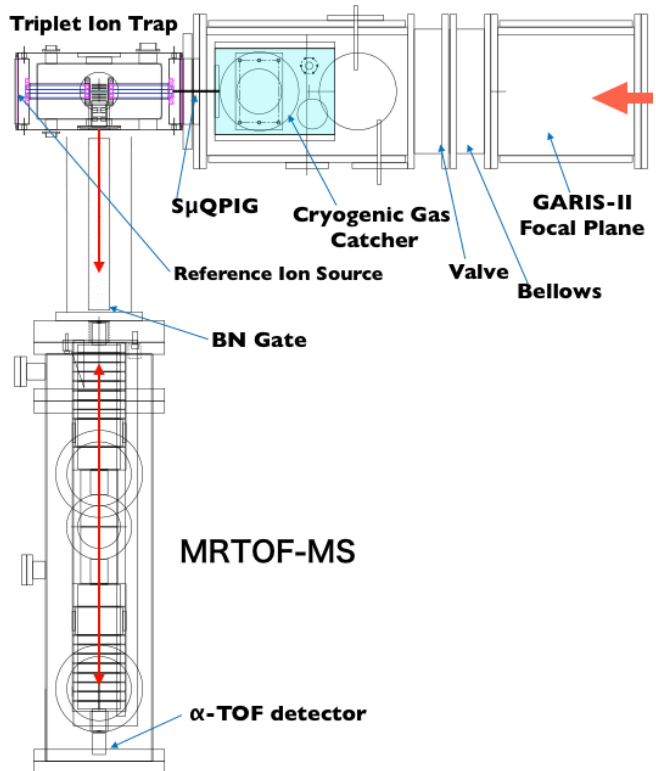 Triplet Ion Trap
SμQPIG
Cryogenic Gas
Catcher
GARIS-II
Focal Plane
Valve
Bellows
Reference Ion Source
BN Gate
MRTOF-MS
α-TOF detector